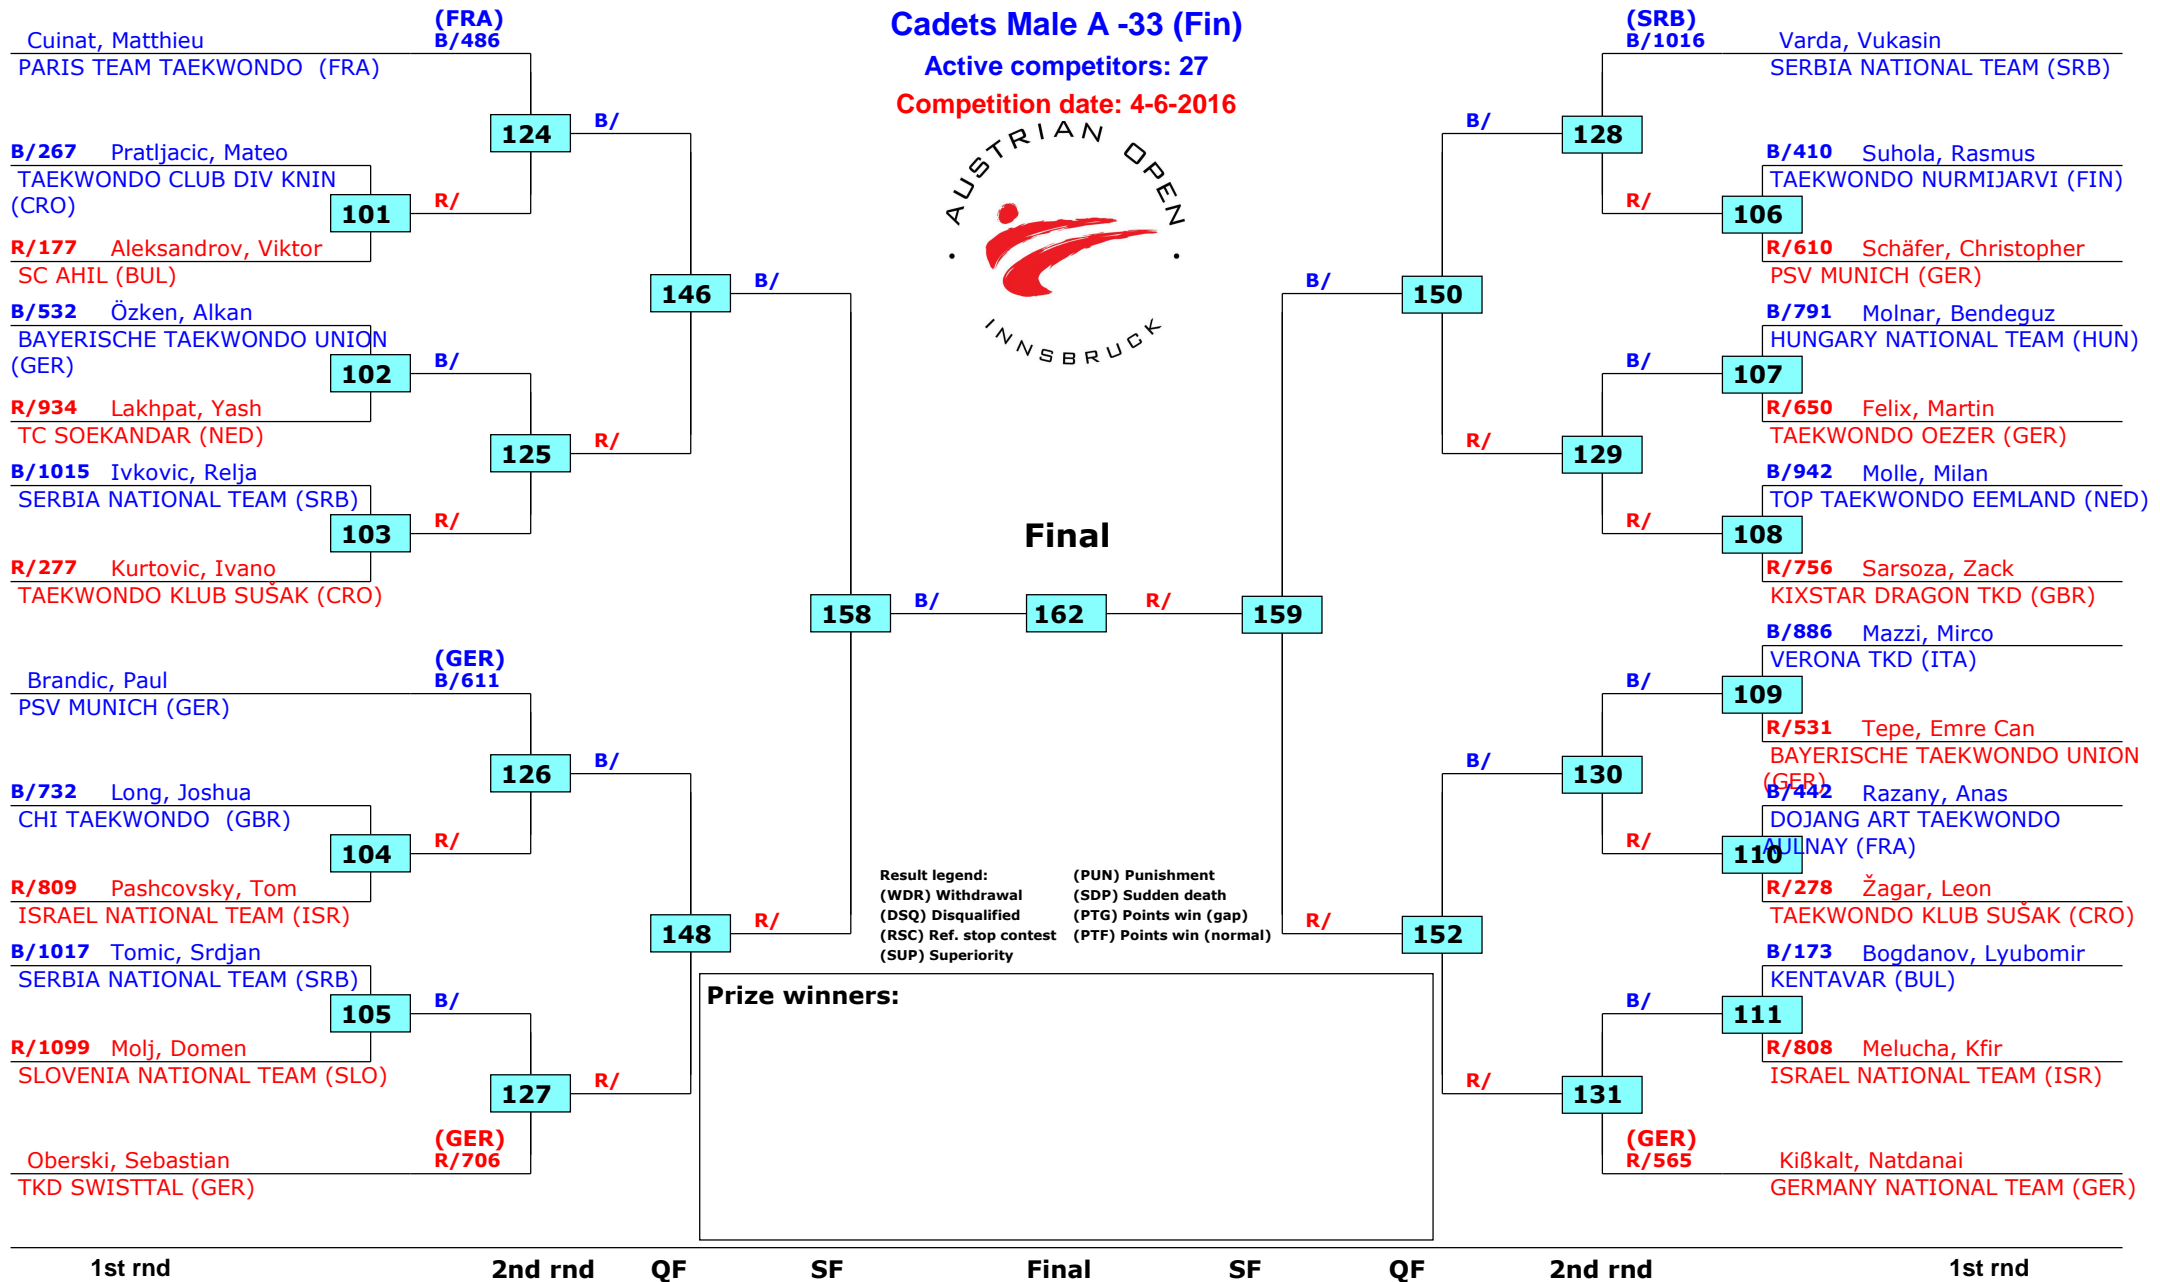 Cadets Male A -33 (Fin)
Active competitors: 27
Competition date: 4-6-2016
AUSTRIAN OPEN
INNSBRUCK
(FRA)
Cuinat, Matthieu B/486
PARIS TEAM TAEKWONDO (FRA)
124
B/
B/267 Pratljacic, Mateo
TAEKWONDO CLUB DIV KNIN
(CRO)
101
R/
R/177 Aleksandrov, Viktor
SC AHIL (BUL)
146
B/
B/532 Özken, Alkan
BAYERISCHE TAEKWONDO UNION
(GER)
102
B/
R/934 Lakhpat, Yash
TC SOEKANDAR (NED)
125
R/
B/1015 Ivkovic, Relja
SERBIA NATIONAL TEAM (SRB)
103
R/
R/277 Kurtovic, Ivano
TAEKWONDO KLUB SUŠAK (CRO)
158
B/
(GER)
Brandic, Paul B/611
PSV MUNICH (GER)
126
B/
B/732 Long, Joshua
CHI TAEKWONDO (GBR)
104
R/
R/809 Pashcovsky, Tom
ISRAEL NATIONAL TEAM (ISR)
148
R/
B/1017 Tomic, Srdjan
SERBIA NATIONAL TEAM (SRB)
105
B/
R/1099 Molj, Domen
SLOVENIA NATIONAL TEAM (SLO)
127
R/
(GER)
Oberski, Sebastian R/706
TKD SWISTTAL (GER)
Final
162
R/
159
(SRB)
B/1016 Varda, Vukasin
SERBIA NATIONAL TEAM (SRB)
B/
128
B/410 Suhola, Rasmus
TAEKWONDO NURMIJARVI (FIN)
R/
106
R/610 Schäfer, Christopher
PSV MUNICH (GER)
B/
150
B/791 Molnar, Bendeguz
HUNGARY NATIONAL TEAM (HUN)
B/
107
R/650 Felix, Martin
TAEKWONDO OEZER (GER)
R/
129
B/942 Molle, Milan
TOP TAEKWONDO EEMLAND (NED)
R/
108
R/756 Sarsoza, Zack
KIXSTAR DRAGON TKD (GBR)
B/886 Mazzi, Mirco
VERONA TKD (ITA)
B/
109
R/531 Tepe, Emre Can
BAYERISCHE TAEKWONDO UNION
(GER)
B/
130
B/442 Razany, Anas
DOJANG ART TAEKWONDO
AULNAY (FRA)
R/
110
R/278 Žagar, Leon
TAEKWONDO KLUB SUŠAK (CRO)
R/
152
B/173 Bogdanov, Lyubomir
KENTAVAR (BUL)
B/
111
R/808 Melucha, Kfir
ISRAEL NATIONAL TEAM (ISR)
R/
131
(GER)
R/565 Kißkalt, Natdanai
GERMANY NATIONAL TEAM (GER)
Result legend: (PUN) Punishment
(WDR) Withdrawal (SDP) Sudden death
(DSQ) Disqualified (PTG) Points win (gap)
(RSC) Ref. stop contest (PTF) Points win (normal)
(SUP) Superiority
Prize winners:
1st rnd 2nd rnd QF SF Final SF QF 2nd rnd 1st rnd